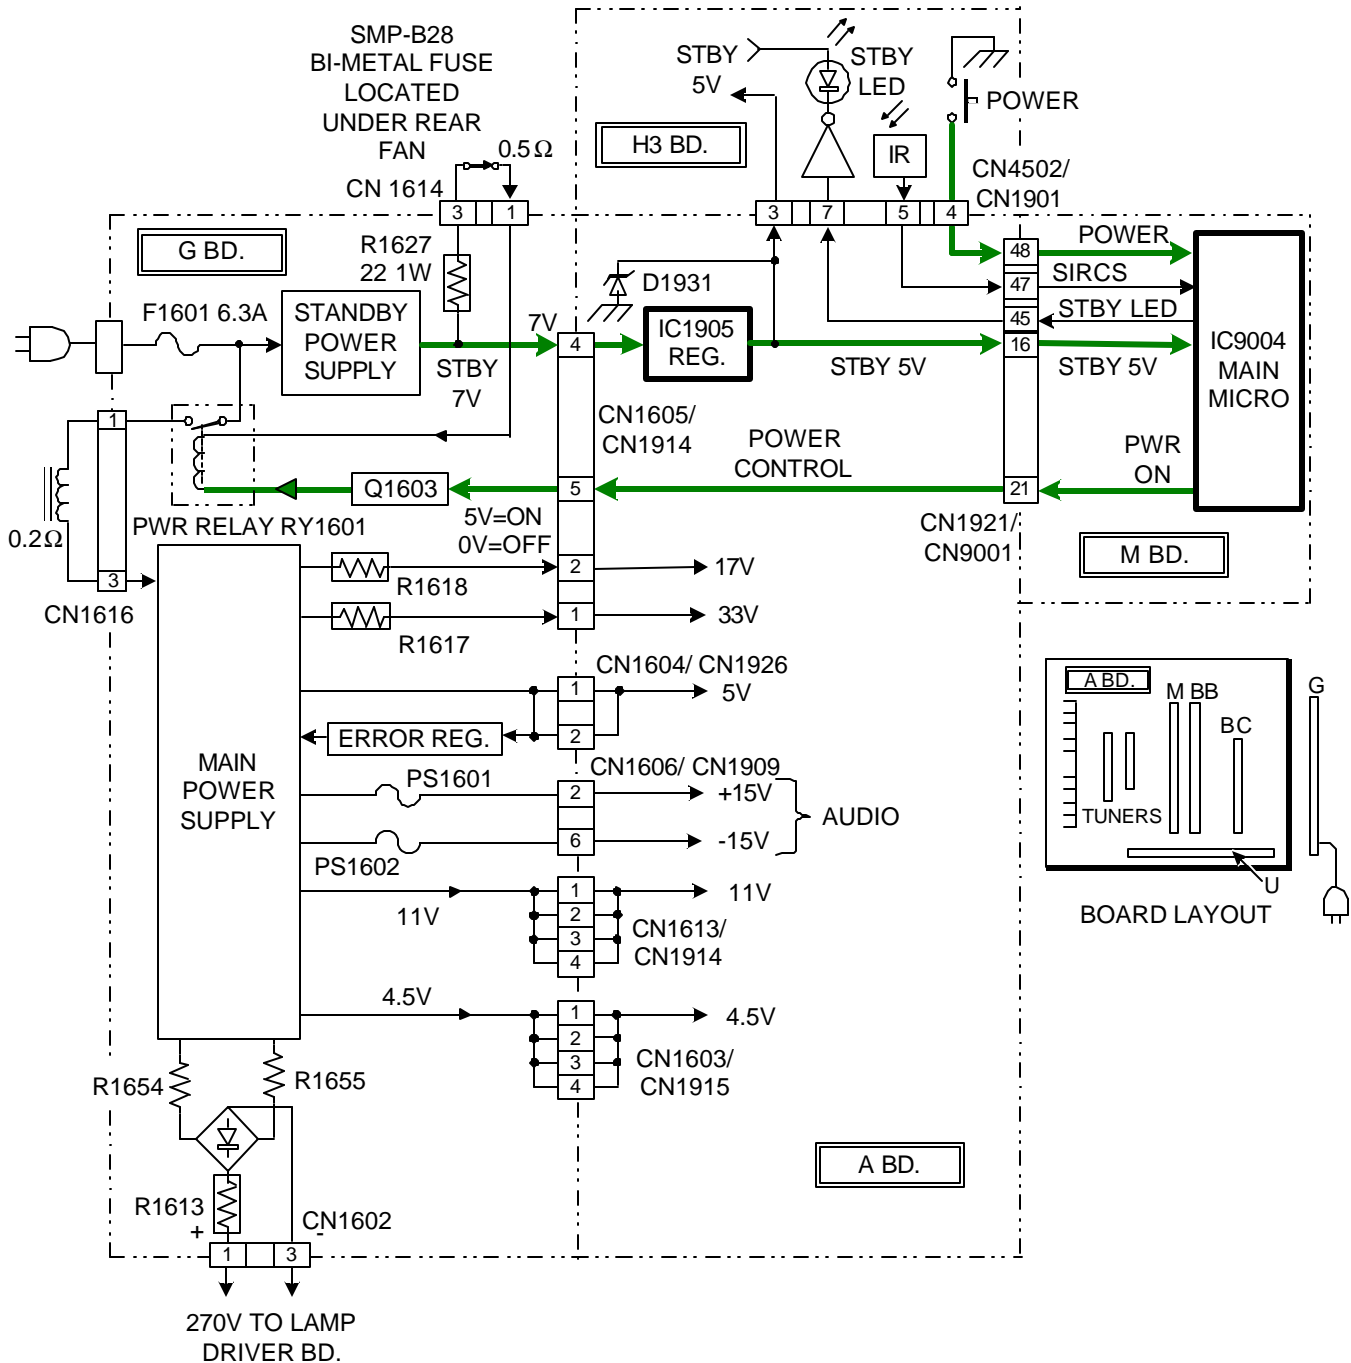 SMP-B28
BI-METAL FUSE
LOCATED
UNDER REAR
FAN
0.5Ω
CN 1614
3
1
STBY
5V
STBY
LED
POWER
H3 BD.
IR
CN4502/
CN1901
3
7
5
4
G BD.
R1627
22 1W
D1931
F1601 6.3A
STANDBY
POWER
SUPPLY
STBY
7V
7V
4
IC1905
REG.
STBY 5V
48
POWER
47
SIRCS
45
STBY LED
16
STBY 5V
IC9004
MAIN
MICRO
1
CN1605/
CN1914
POWER
CONTROL
PWR
ON
Q1603
5
21
0.2Ω
PWR RELAY RY1601
5V=ON
0V=OFF
CN1921/
CN9001
M BD.
3
CN1616
R1618
2
17V
R1617
1
33V
CN1604/ CN1926
1
5V
ERROR REG.
2
MAIN
POWER
SUPPLY
CN1606/ CN1909
PS1601
2
+15V
AUDIO
PS1602
6
-15V
11V
1
2
3
4
11V
CN1613/
CN1914
4.5V
1
2
3
4
4.5V
CN1603/
CN1915
A BD.
M BB
BC
G
TUNERS
U
BOARD LAYOUT
R1654
R1655
A BD.
R1613
+
-
CN1602
1
3
270V TO LAMP
DRIVER BD.